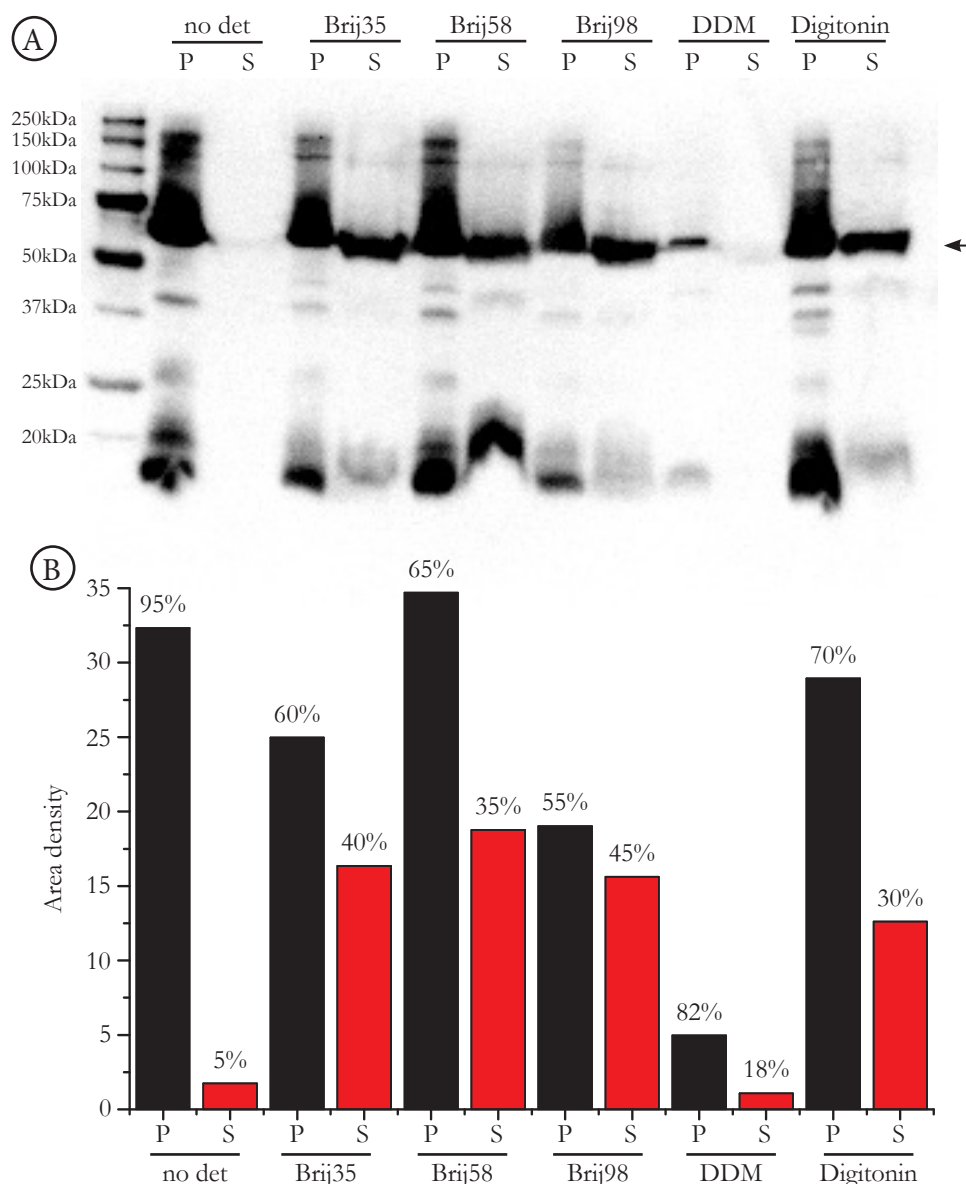 A
no det Brij35 Brij58 Brij98 DDM Digitonin
P S P S P S P S P S P S
250kDa
150kDa
100kDa
75kDa
50kDa
37kDa
25kDa
20kDa
B
Area density
35
30
25
20
15
10
5
0
95% 5% 60% 40% 65% 35% 55% 45% 82% 18% 70% 30%
P S P S P S P S P S P S
no det Brij35 Brij58 Brij98 DDM Digitonin